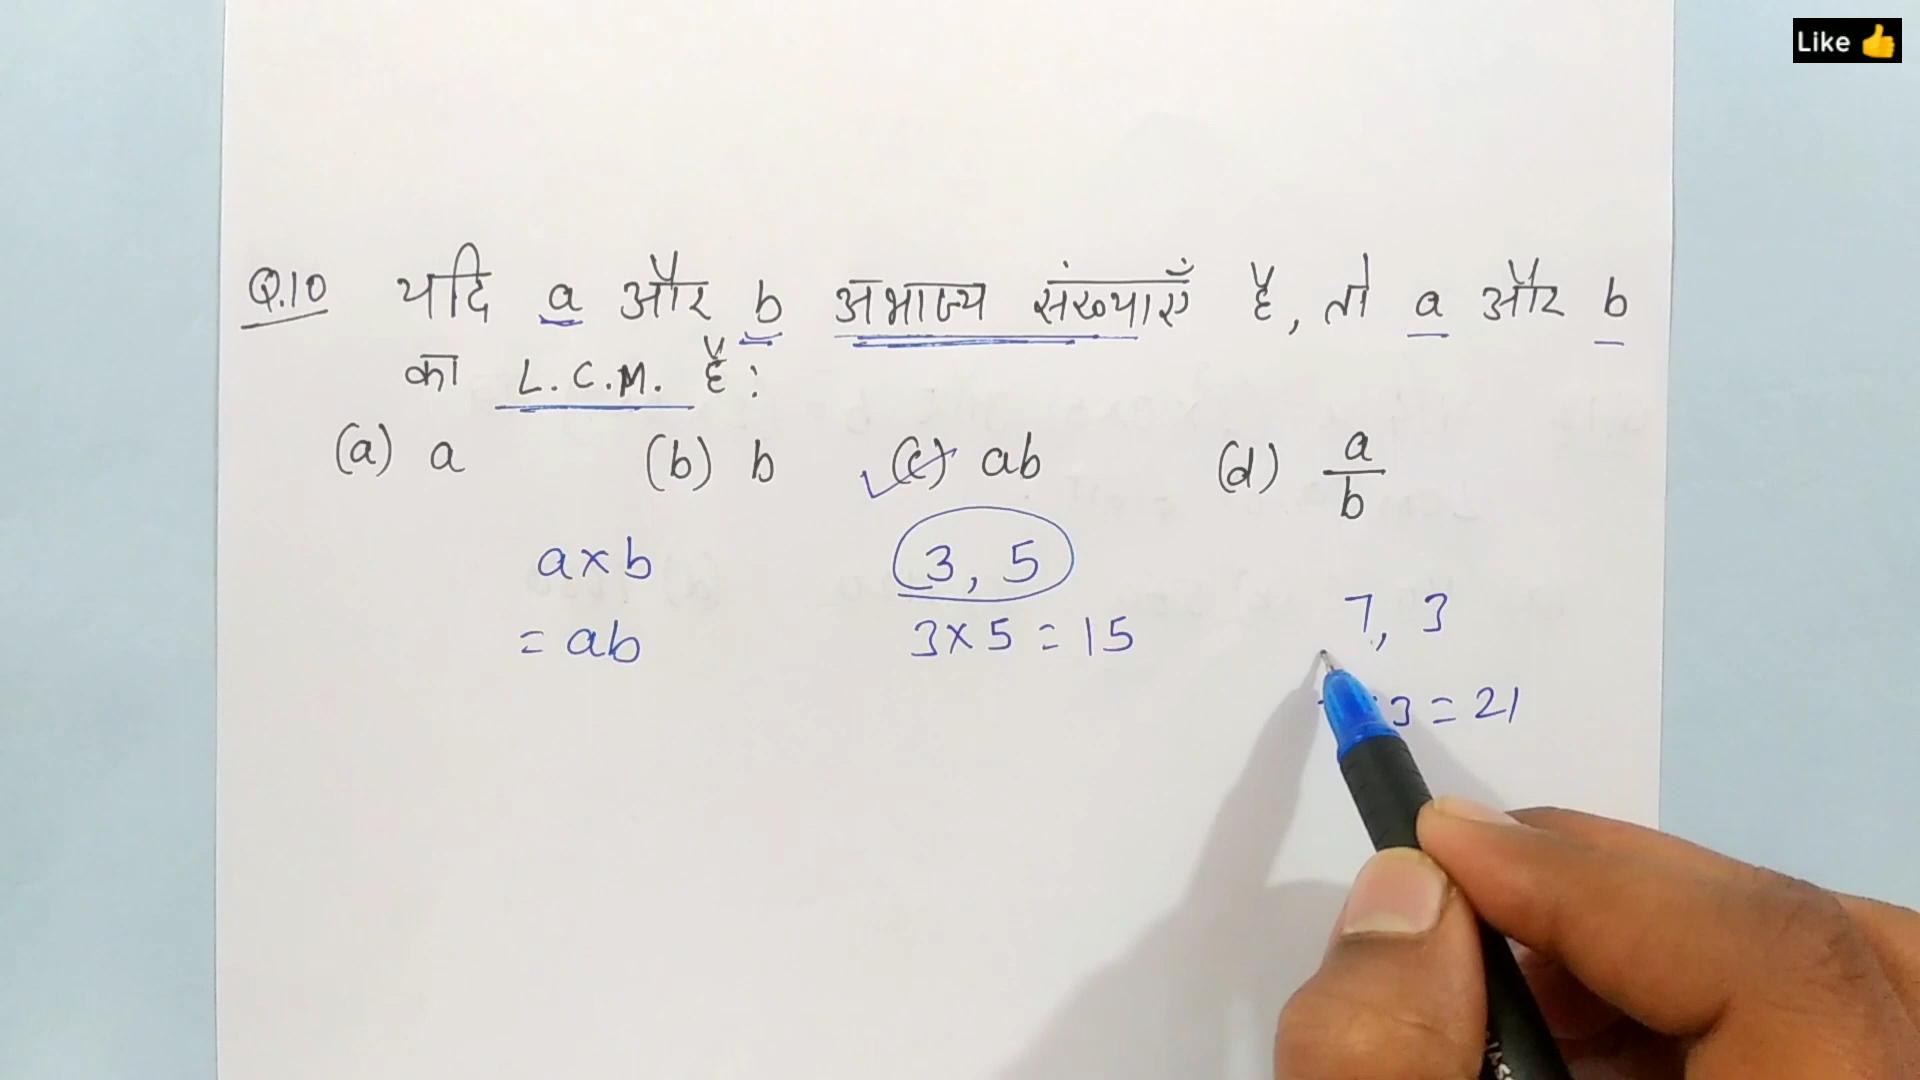 Like 👍
Q.10 यदि a और b अभाज्य संख्याएँ है, तो a और b
का L.C.M. है:
(a) a (b) b (c) ab (d) a/b
a×b
= ab
3, 5
3×5 = 15
7, 3
3 = 21